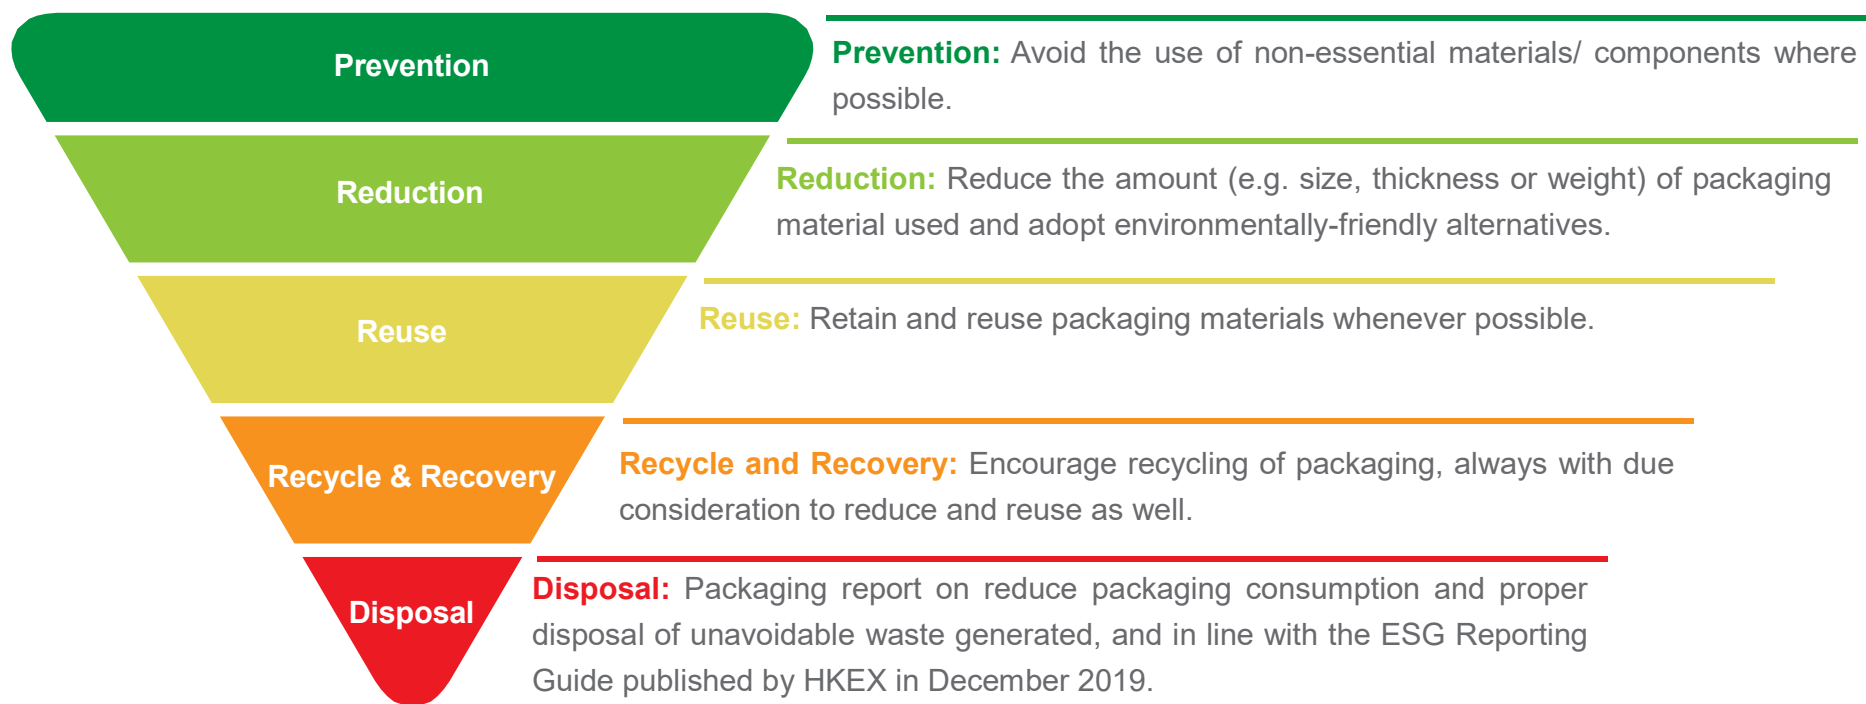 Prevention
Prevention: Avoid the use of non-essential materials/ components where
possible.
Reduction
Reduction: Reduce the amount (e.g. size, thickness or weight) of packaging
material used and adopt environmentally-friendly alternatives.
Reuse
Reuse: Retain and reuse packaging materials whenever possible.
Recycle & Recovery
Recycle and Recovery: Encourage recycling of packaging, always with due
consideration to reduce and reuse as well.
Disposal
Disposal: Packaging report on reduce packaging consumption and proper
disposal of unavoidable waste generated, and in line with the ESG Reporting
Guide published by HKEX in December 2019.